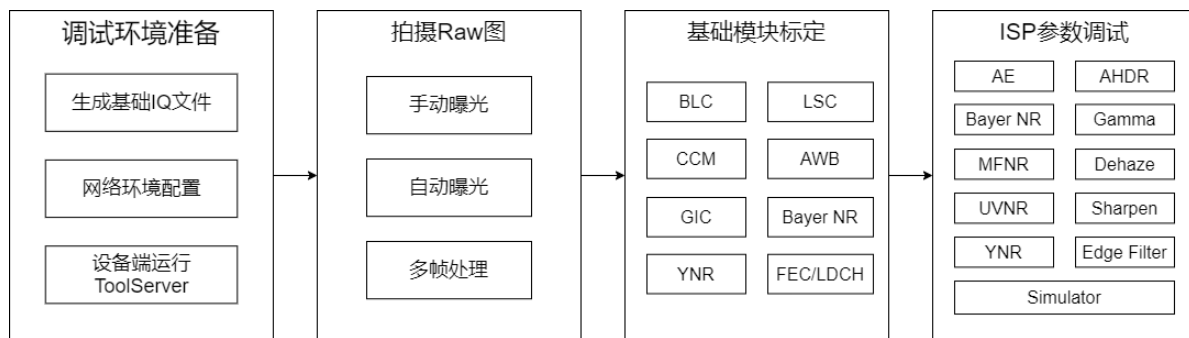 调试环境准备
生成基础IQ文件
网络环境配置
设备端运行
ToolServer
拍摄Raw图
手动曝光
自动曝光
多帧处理
基础模块标定
BLC
LSC
CCM
AWB
GIC
Bayer NR
YNR
FEC/LDCH
ISP参数调试
AE
AHDR
Bayer NR
Gamma
MFNR
Dehaze
UVNR
Sharpen
YNR
Edge Filter
Simulator